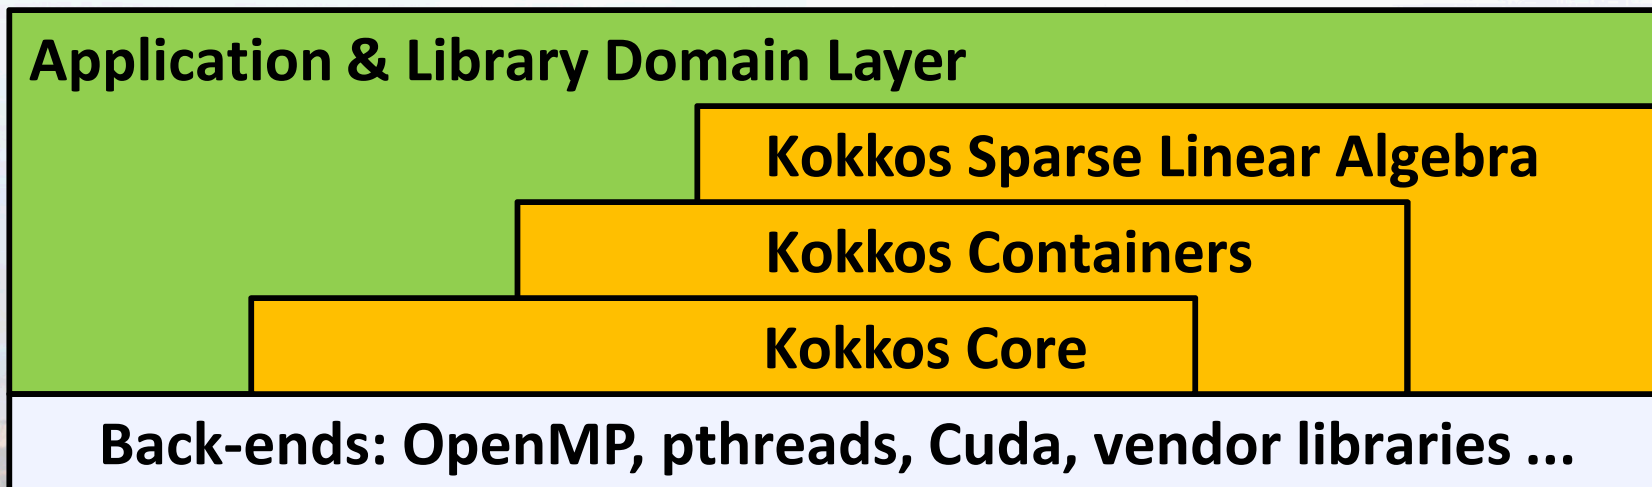 Application & Library Domain Layer
Kokkos Sparse Linear Algebra
Kokkos Containers
Kokkos Core
Back-ends: OpenMP, pthreads, Cuda, vendor libraries ...